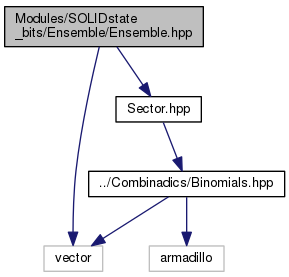 Modules/SOLIDstate
_bits/Ensemble/Ensemble.hpp
Sector.hpp
../Combinadics/Binomials.hpp
vector
armadillo